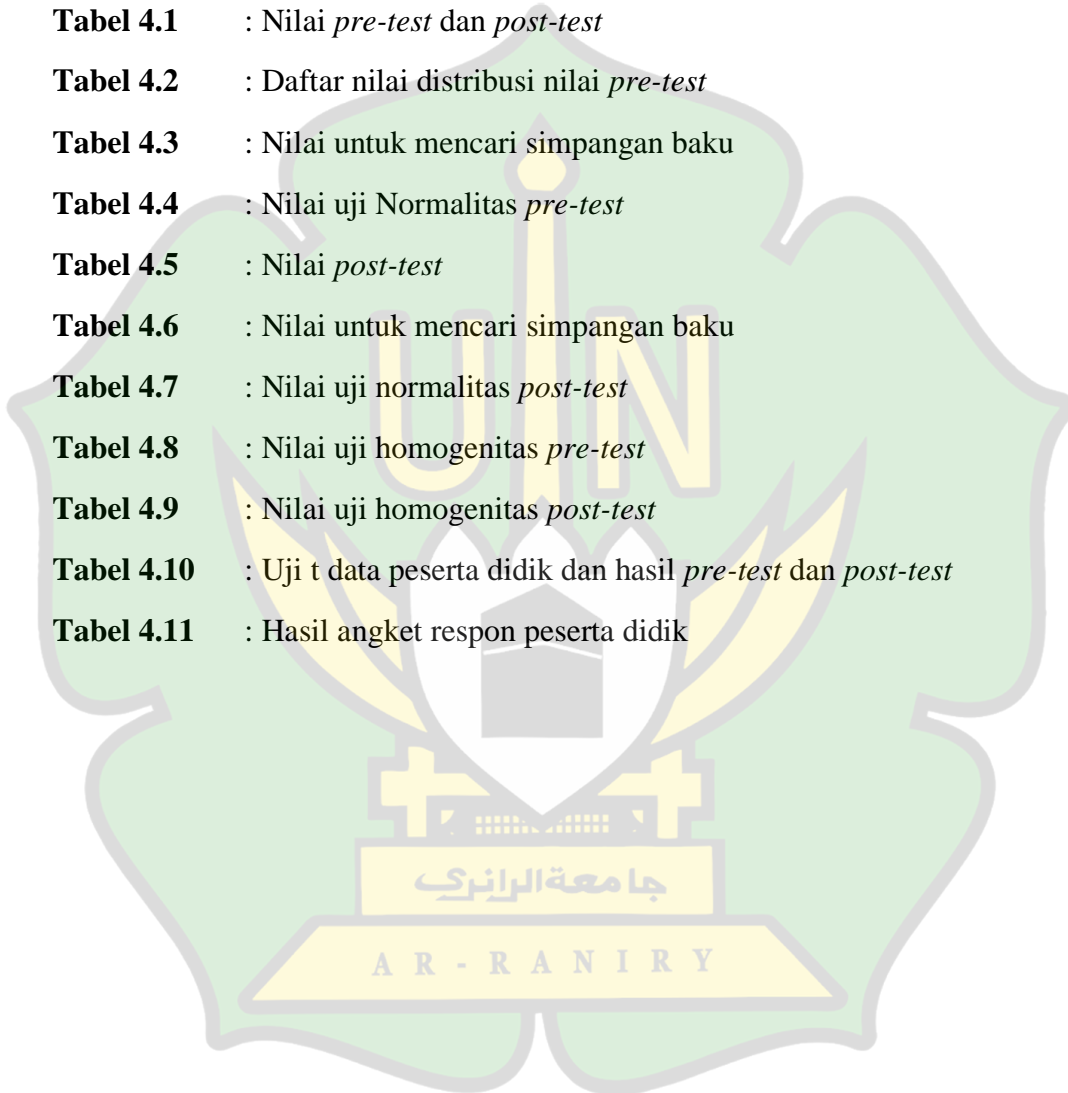 Tabel 4.1 : Nilai pre-test dan post-test
Tabel 4.2 : Daftar nilai distribusi nilai pre-test
Tabel 4.3 : Nilai untuk mencari simpangan baku
Tabel 4.4 : Nilai uji Normalitas pre-test
Tabel 4.5 : Nilai post-test
Tabel 4.6 : Nilai untuk mencari simpangan baku
Tabel 4.7 : Nilai uji normalitas post-test
Tabel 4.8 : Nilai uji homogenitas pre-test
Tabel 4.9 : Nilai uji homogenitas post-test
Tabel 4.10 : Uji t data peserta didik dan hasil pre-test dan post-test
Tabel 4.11 : Hasil angket respon peserta didik
UIN
جامعة الرانري
AR-RANIRY